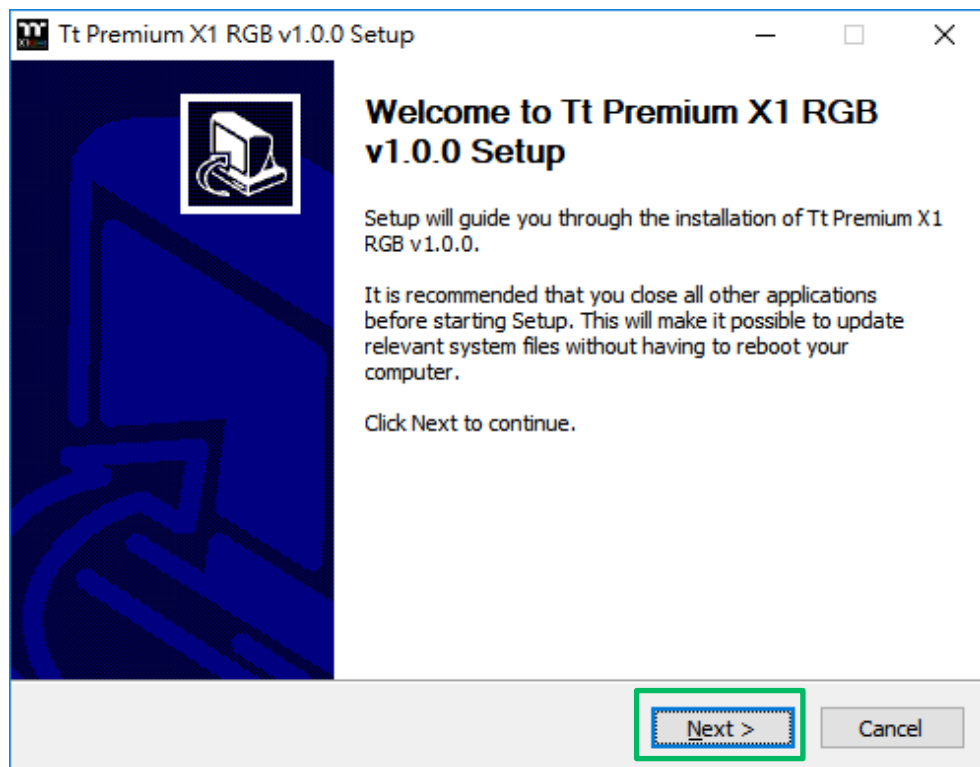 Tt Premium X1 RGB v1.0.0 Setup
Welcome to Tt Premium X1 RGB
v1.0.0 Setup
Setup will guide you through the installation of Tt Premium X1
RGB v1.0.0.
It is recommended that you close all other applications
before starting Setup. This will make it possible to update
relevant system files without having to reboot your
computer.
Click Next to continue.
Next >
Cancel